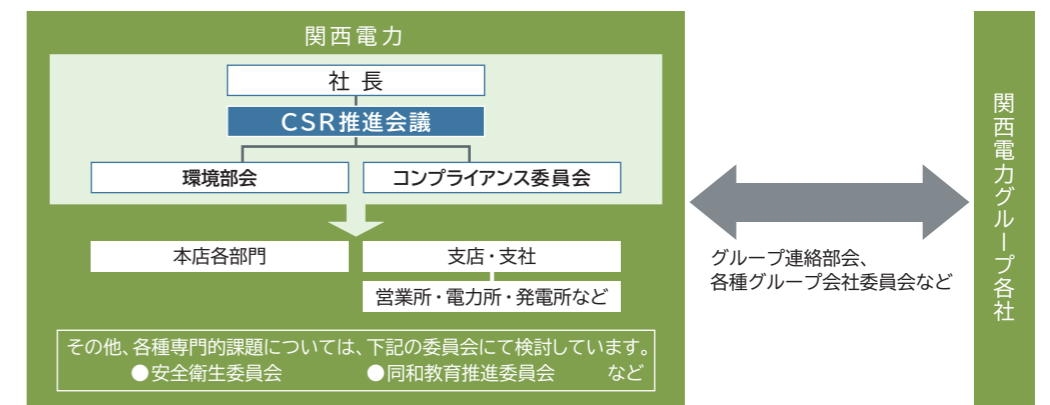 関西電力
社 長
CSR推進会議
環境部会
コンプライアンス委員会
本店各部門
支店・支社
営業所・電力所・発電所など
その他、各種専門的課題については、下記の委員会にて検討しています。
●安全衛生委員会 ●同和教育推進委員会 など
グループ連絡部会、
各種グループ会社委員会など
関西電力グループ各社